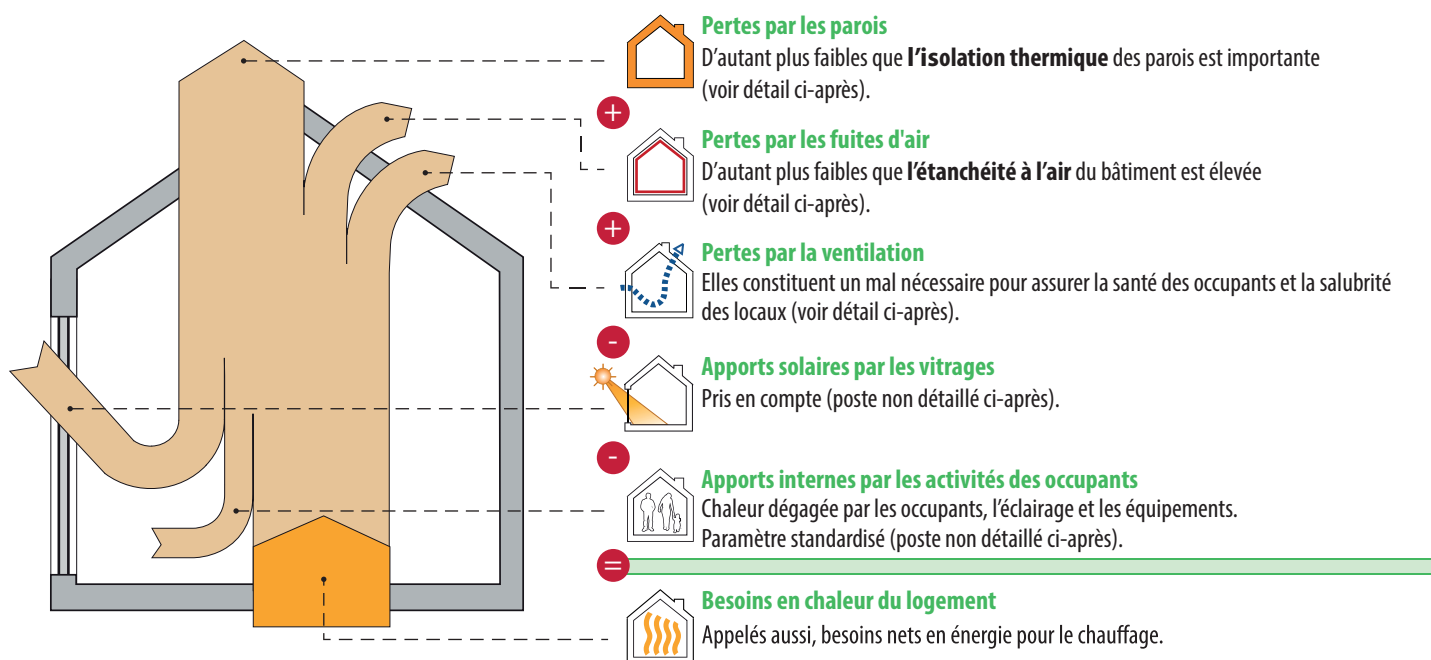 Pertes par les parois
D'autant plus faibles que l'isolation thermique des parois est importante
(voir détail ci-après).
+
Pertes par les fuites d'air
D'autant plus faibles que l'étanchéité à l'air du bâtiment est élevée
(voir détail ci-après).
+
Pertes par la ventilation
Elles constituent un mal nécessaire pour assurer la santé des occupants et la salubrité
des locaux (voir détail ci-après).
-
Apports solaires par les vitrages
Pris en compte (poste non détaillé ci-après).
-
Apports internes par les activités des occupants
Chaleur dégagée par les occupants, l'éclairage et les équipements.
Paramètre standardisé (poste non détaillé ci-après).
=
Besoins en chaleur du logement
Appelés aussi, besoins nets en énergie pour le chauffage.